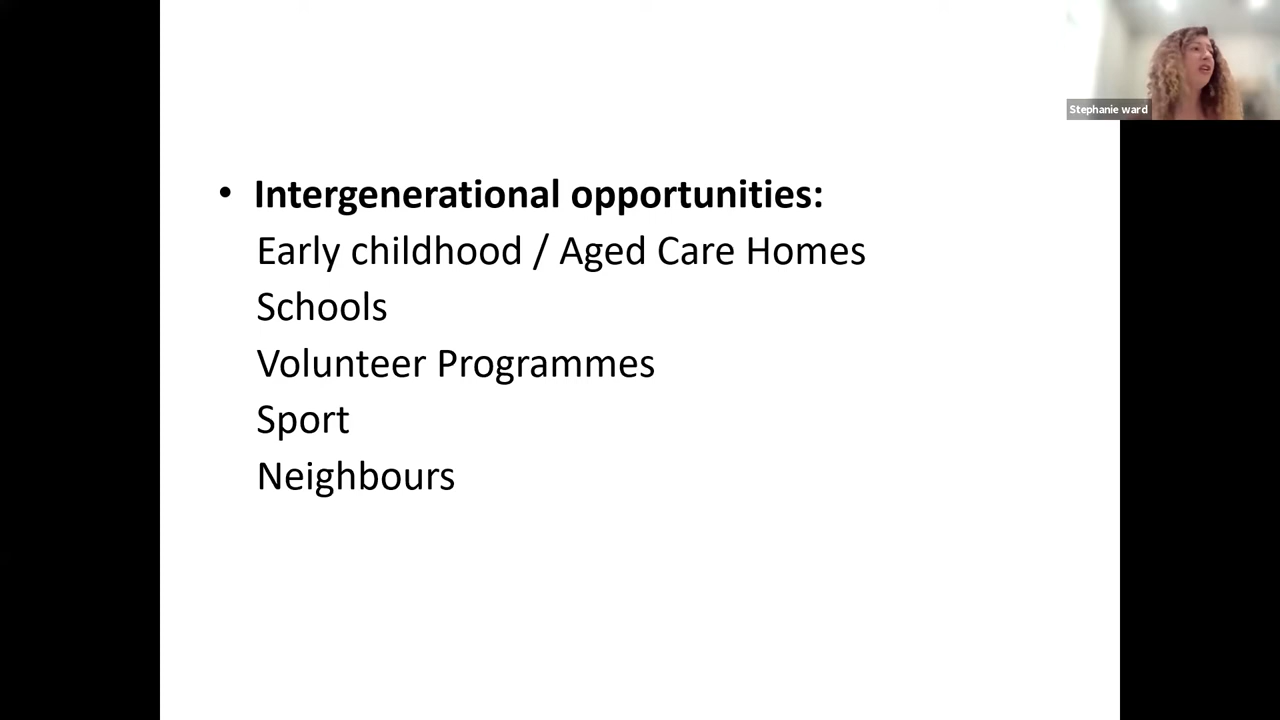 Stephanie ward
• Intergenerational opportunities:
Early childhood / Aged Care Homes
Schools
Volunteer Programmes
Sport
Neighbours